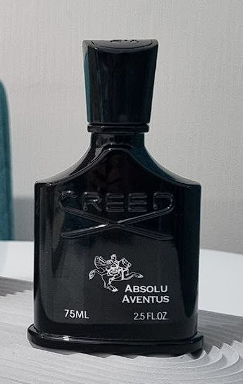 CREED
ABSOLU
AVENTUS
75ML 2.5 FL.OZ.